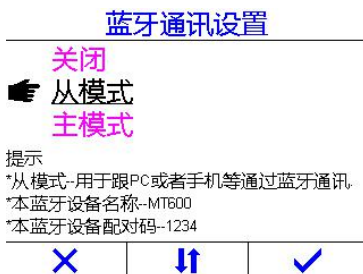 蓝牙通讯设置
关闭
从模式
主模式
提示
*从模式--用于跟PC或者手机等通过蓝牙通讯.
*本蓝牙设备名称--MT600
*本蓝牙设备配对码--1234